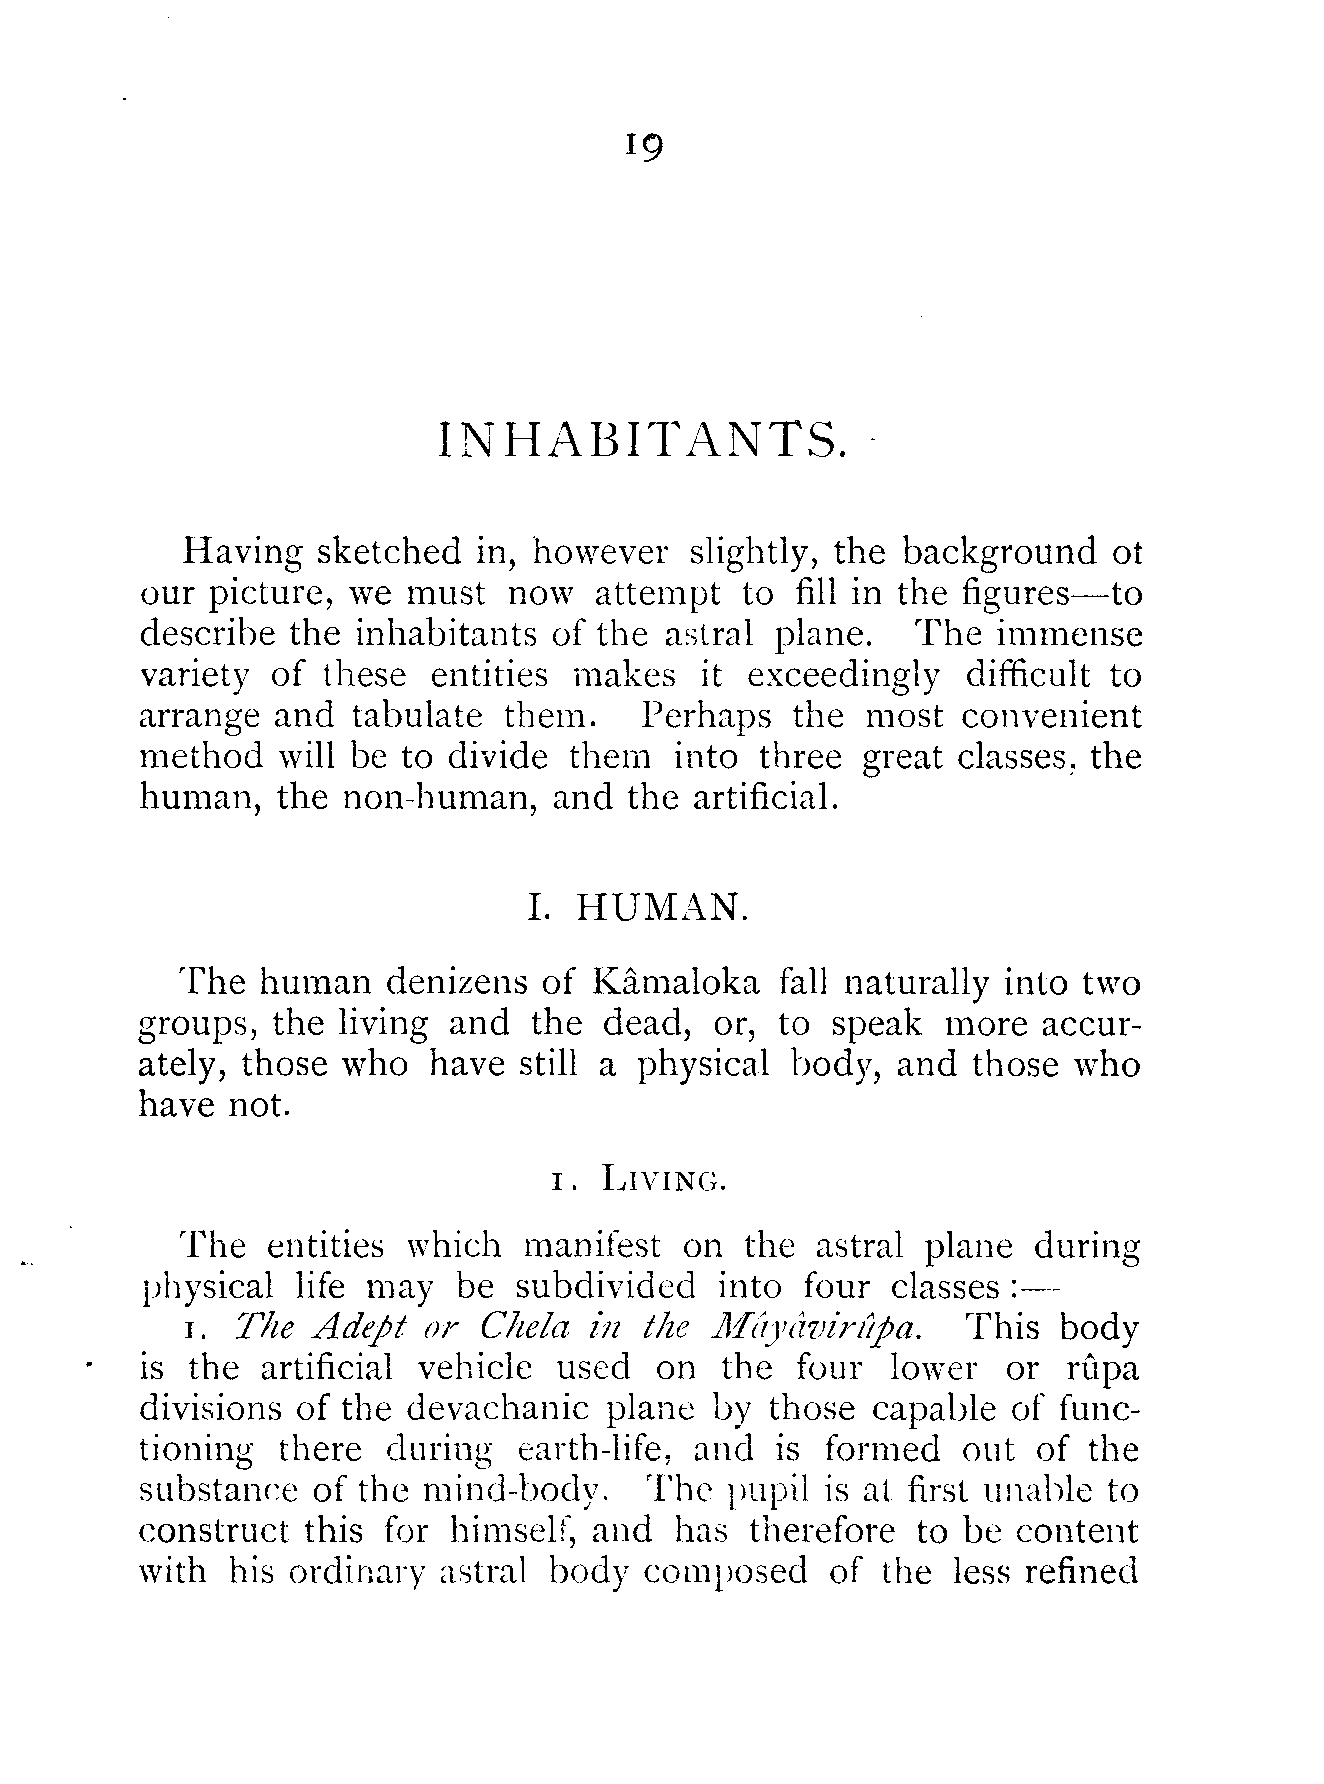 19
INHABITANTS.
Having sketched in, however slightly, the background ot
our picture, we must now attempt to fill in the figures—to
describe the inhabitants of the astral plane. The immense
variety of these entities makes it exceedingly difficult to
arrange and tabulate them. Perhaps the most convenient
method will be to divide them into three great classes, the
human, the non-human, and the artificial.
I. HUMAN.
The human denizens of Kâmaloka fall naturally into two
groups, the living and the dead, or, to speak more accur-
ately, those who have still a physical body, and those who
have not.
1. LIVING.
The entities which manifest on the astral plane during
physical life may be subdivided into four classes :—
1. The Adept or Chela in the Mâyâvirûpa. This body
is the artificial vehicle used on the four lower or rûpa
divisions of the devachanic plane by those capable of func-
tioning there during earth-life, and is formed out of the
substance of the mind-body. The pupil is at first unable to
construct this for himself, and has therefore to be content
with his ordinary astral body composed of the less refined